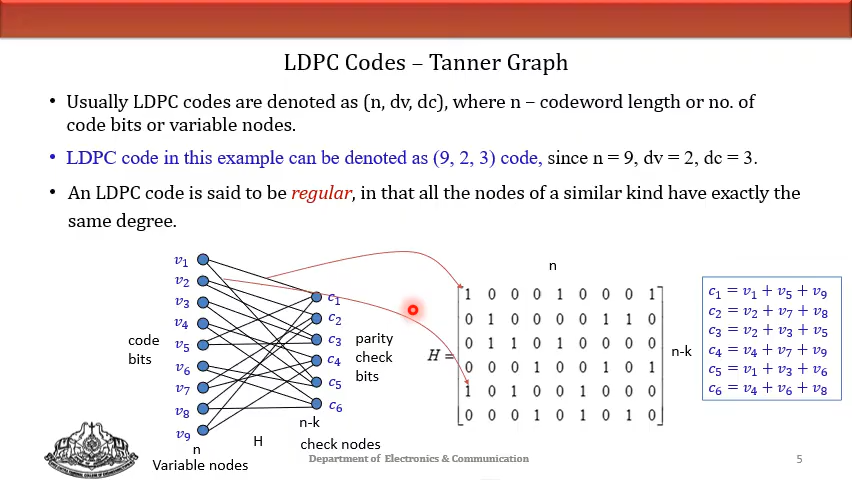 LDPC Codes – Tanner Graph
• Usually LDPC codes are denoted as (n, dv, dc), where n – codeword length or no. of
code bits or variable nodes.
• LDPC code in this example can be denoted as (9, 2, 3) code, since n = 9, dv = 2, dc = 3.
• An LDPC code is said to be regular, in that all the nodes of a similar kind have exactly the
same degree.
v₁
v₂
v₃
v₄
v₅
v₆
v₇
v₈
v₉
code
bits
n
Variable nodes
H
c₁
c₂
c₃
c₄
c₅
c₆
parity
check
bits
n-k
check nodes
n
H =
1 0 0 0 1 0 0 0 1
0 1 0 0 0 0 1 1 0
0 1 1 0 1 0 0 0 0
0 0 0 1 0 0 1 0 1
1 0 1 0 0 1 0 0 0
0 0 0 1 0 1 0 1 0
n-k
c₁ = v₁ + v₅ + v₉
c₂ = v₂ + v₇ + v₈
c₃ = v₂ + v₃ + v₅
c₄ = v₄ + v₇ + v₉
c₅ = v₁ + v₃ + v₆
c₆ = v₄ + v₆ + v₈
Department of Electronics & Communication
5